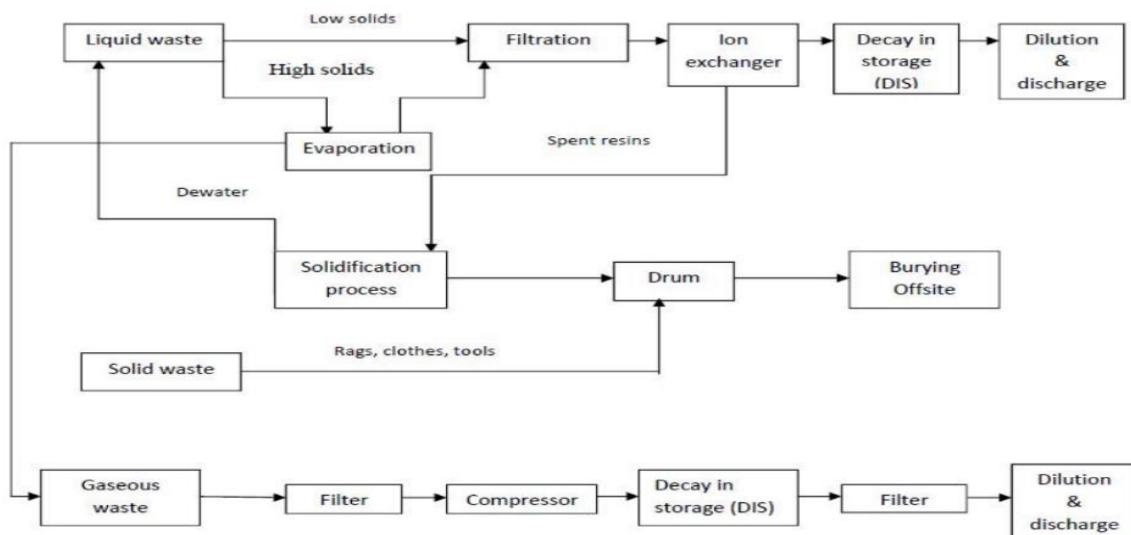 Low solids
Liquid waste
Filtration
Ion
exchanger
Decay in
storage
(DIS)
Dilution
&
discharge
High solids
Evaporation
Spent resins
Dewater
Solidification
process
Drum
Burying
Offsite
Rags, clothes, tools
Solid waste
Gaseous
waste
Filter
Compressor
Decay in
storage (DIS)
Filter
Dilution
&
discharge